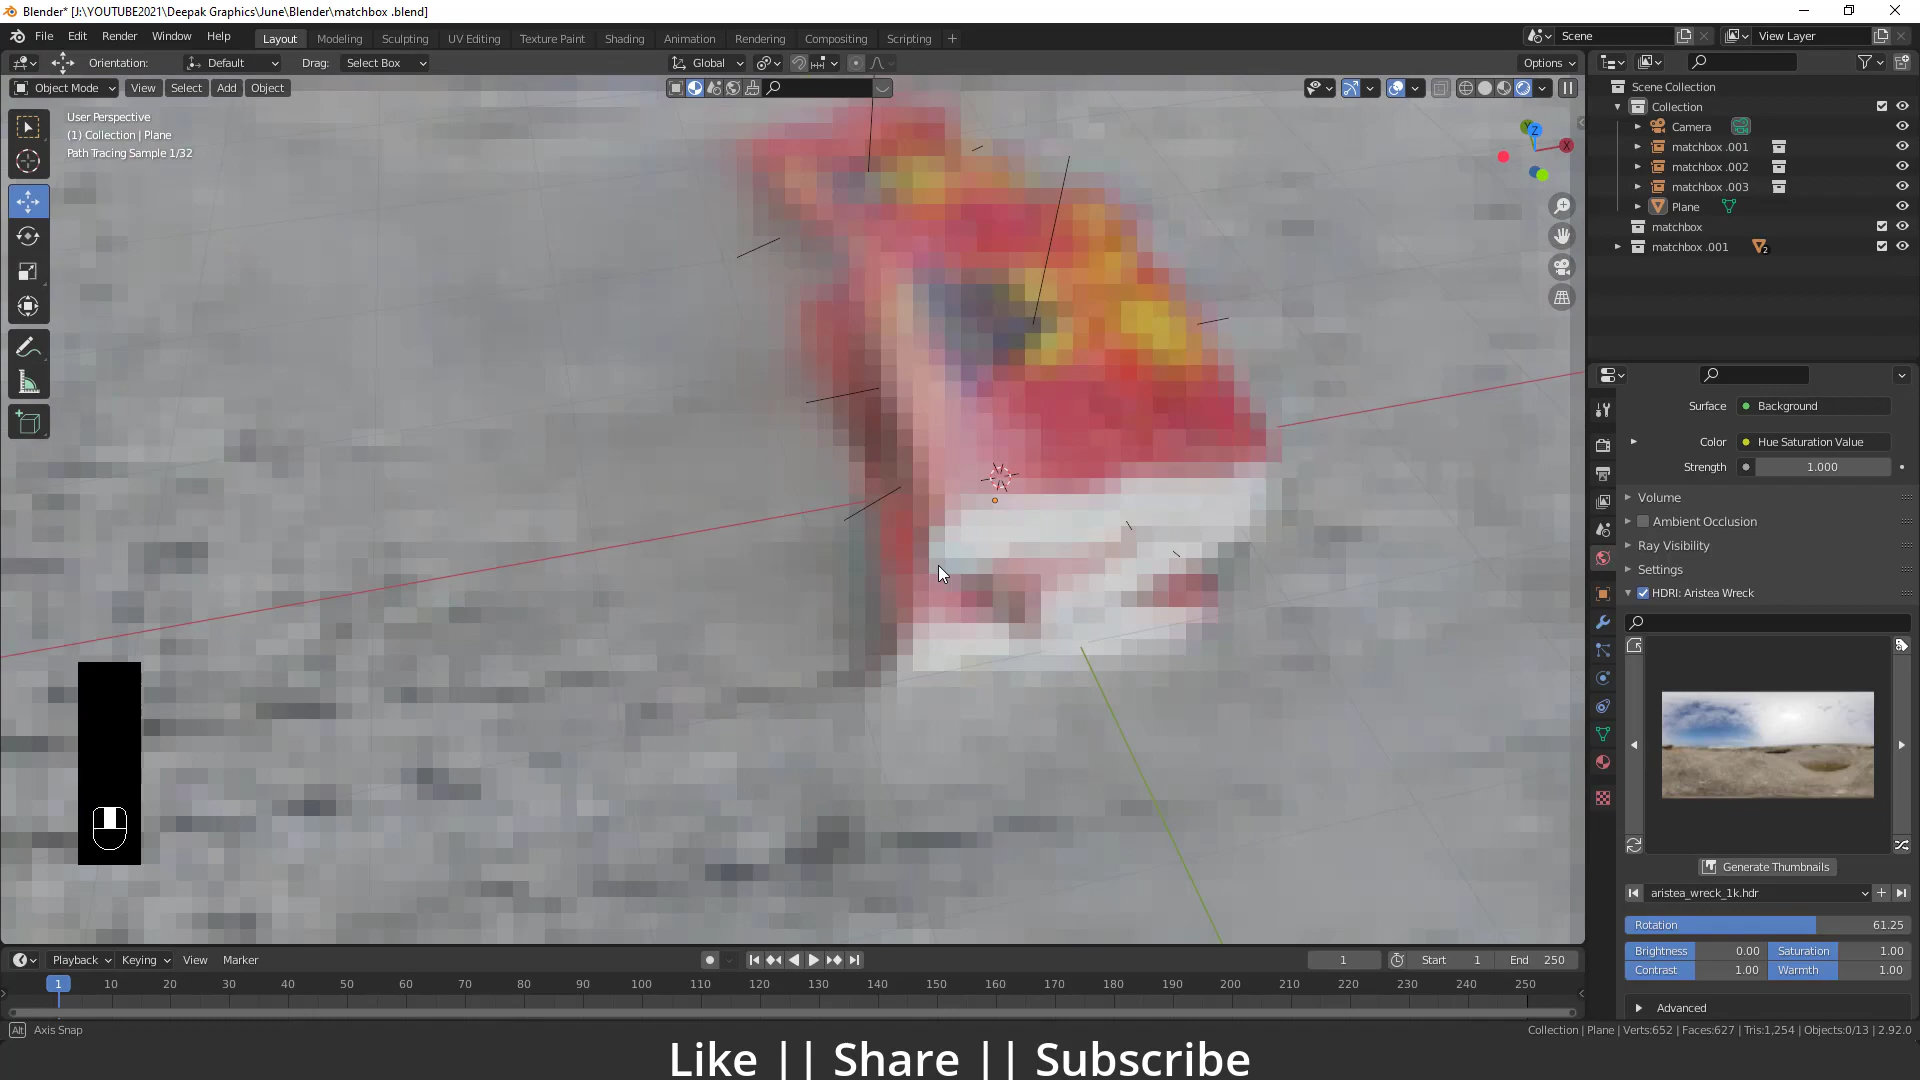 Blender* [J:\YOUTUBE2021\Deepak Graphics\June\Blender\matchbox .blend]
File Edit Render Window Help Layout Modeling Sculpting UV Editing Texture Paint Shading Animation Rendering Compositing Scripting + Scene View Layer
Orientation: Default Drag: Select Box Global Options
Object Mode View Select Add Object
User Perspective
(1) Collection | Plane
Path Tracing Sample 1/32
Z
Y
X
Scene Collection
Collection
Camera
matchbox .001
matchbox .002
matchbox .003
Plane
matchbox
matchbox .001 2
Surface Background
Color Hue Saturation Value
Strength 1.000
Volume
Ambient Occlusion
Ray Visibility
Settings
HDRI: Aristea Wreck
Generate Thumbnails
aristea_wreck_1k.hdr
Rotation 61.25
Brightness 0.00 Saturation 1.00
Contrast 1.00 Warmth 1.00
Advanced
Playback Keying View Marker 1 Start 1 End 250
1 10 20 30 40 50 60 70 80 90 100 110 120 130 140 150 160 170 180 190 200 210 220 230 240 250
Alt Axis Snap Collection | Plane | Verts:652 | Faces:627 | Tris:1,254 | Objects:0/13 | 2.92.0
Like || Share || Subscribe